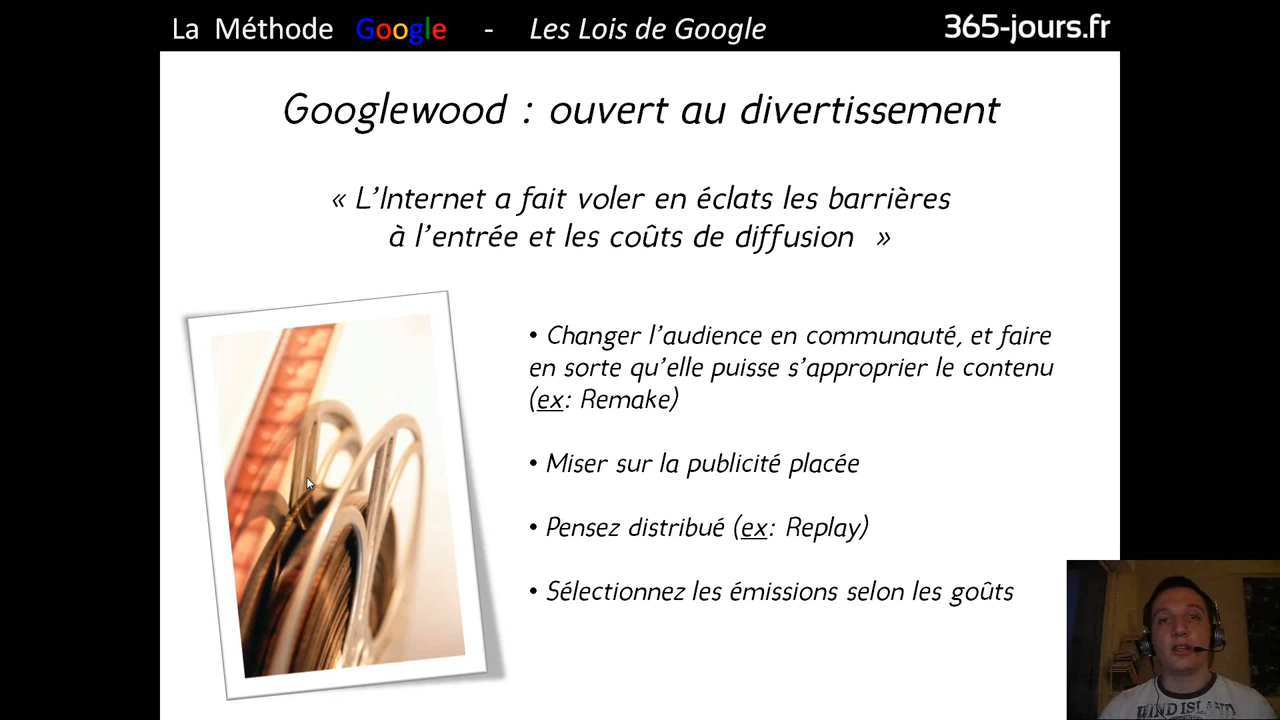 La Méthode Google - Les Lois de Google 365-jours.fr
Googlewood : ouvert au divertissement
« L'Internet a fait voler en éclats les barrières
à l'entrée et les coûts de diffusion »
• Changer l'audience en communauté, et faire
en sorte qu'elle puisse s'approprier le contenu
(ex: Remake)
• Miser sur la publicité placée
• Pensez distribué (ex: Replay)
• Sélectionnez les émissions selon les goûts
WIND ISLAND